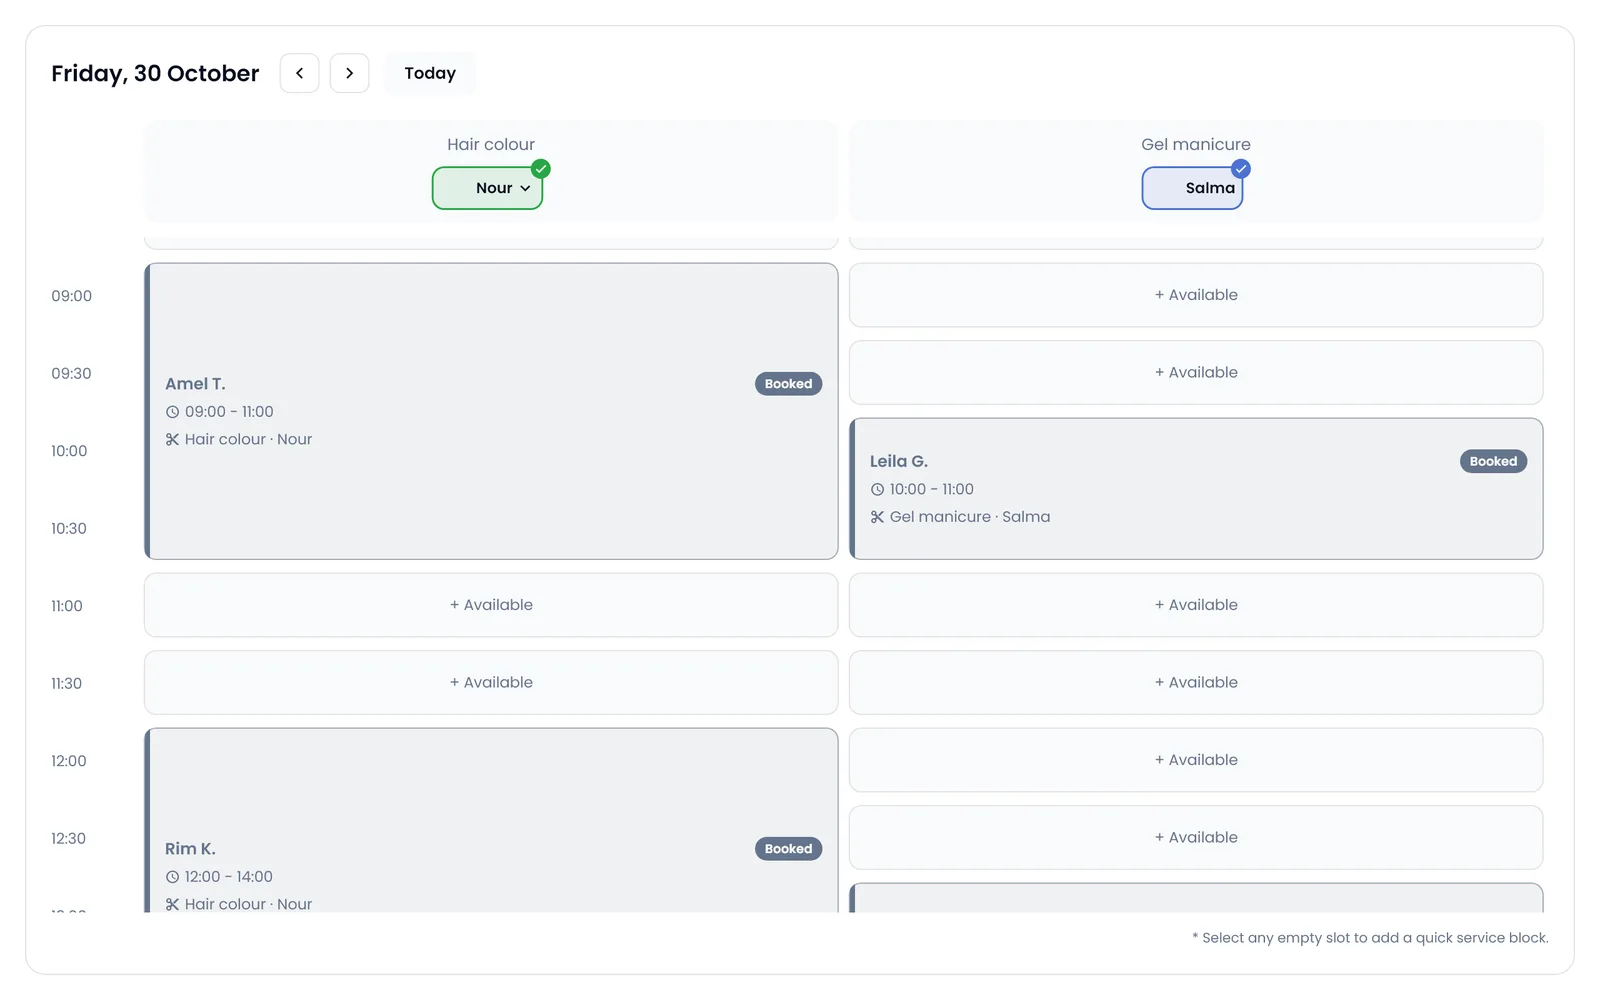 Friday, 30 October
Today
Hair colour
Nour
Gel manicure
Salma
09:00
+ Available
09:30
+ Available
Amel T.
Booked
09:00 - 11:00
Hair colour · Nour
10:00
Leila G.
Booked
10:00 - 11:00
Gel manicure · Salma
10:30
11:00
+ Available
+ Available
11:30
+ Available
+ Available
12:00
+ Available
12:30
+ Available
Rim K.
Booked
12:00 - 14:00
Hair colour · Nour
* Select any empty slot to add a quick service block.